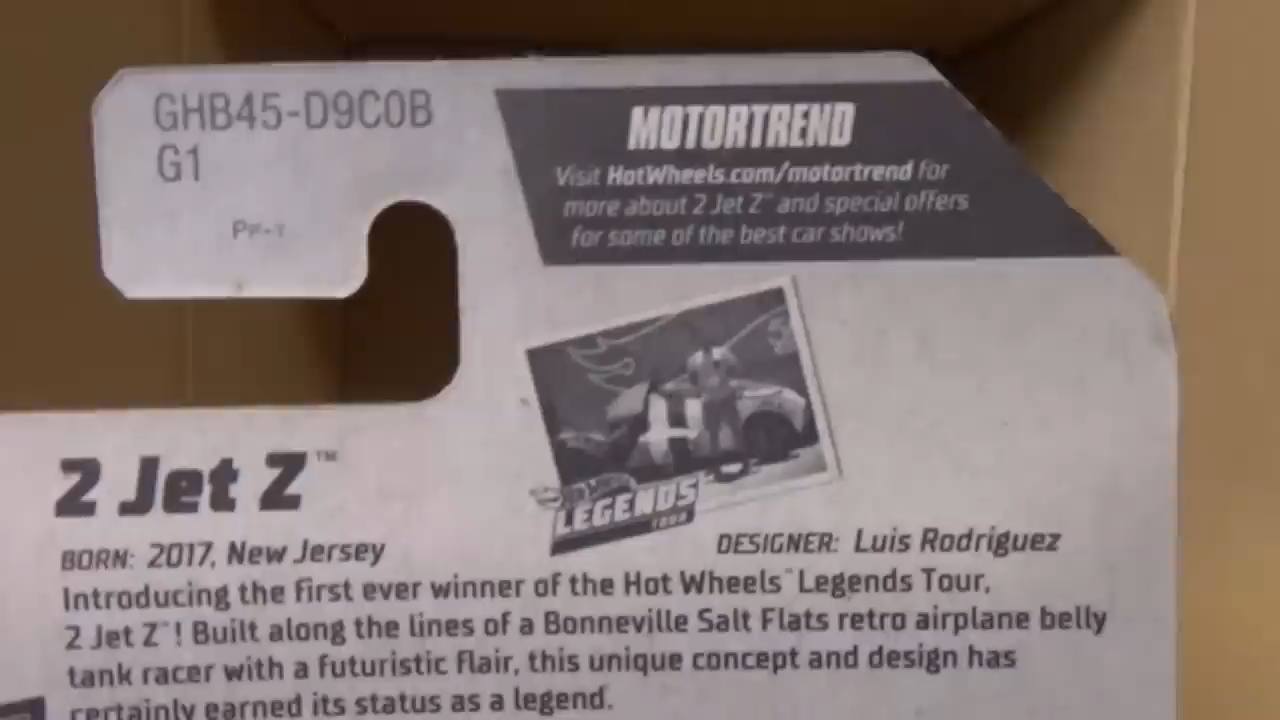 GHB45-D9C0B
G1
MOTORTREND
Visit HotWheels.com/motortrend for
more about 2 Jet Z™ and special offers
for some of the best car shows!
LEGENDS
TOUR
2 Jet Z™
BORN: 2017, New Jersey
DESIGNER: Luis Rodriguez
Introducing the first ever winner of the Hot Wheels™ Legends Tour,
2 Jet Z™! Built along the lines of a Bonneville Salt Flats retro airplane belly
tank racer with a futuristic flair, this unique concept and design has
certainly earned its status as a legend.